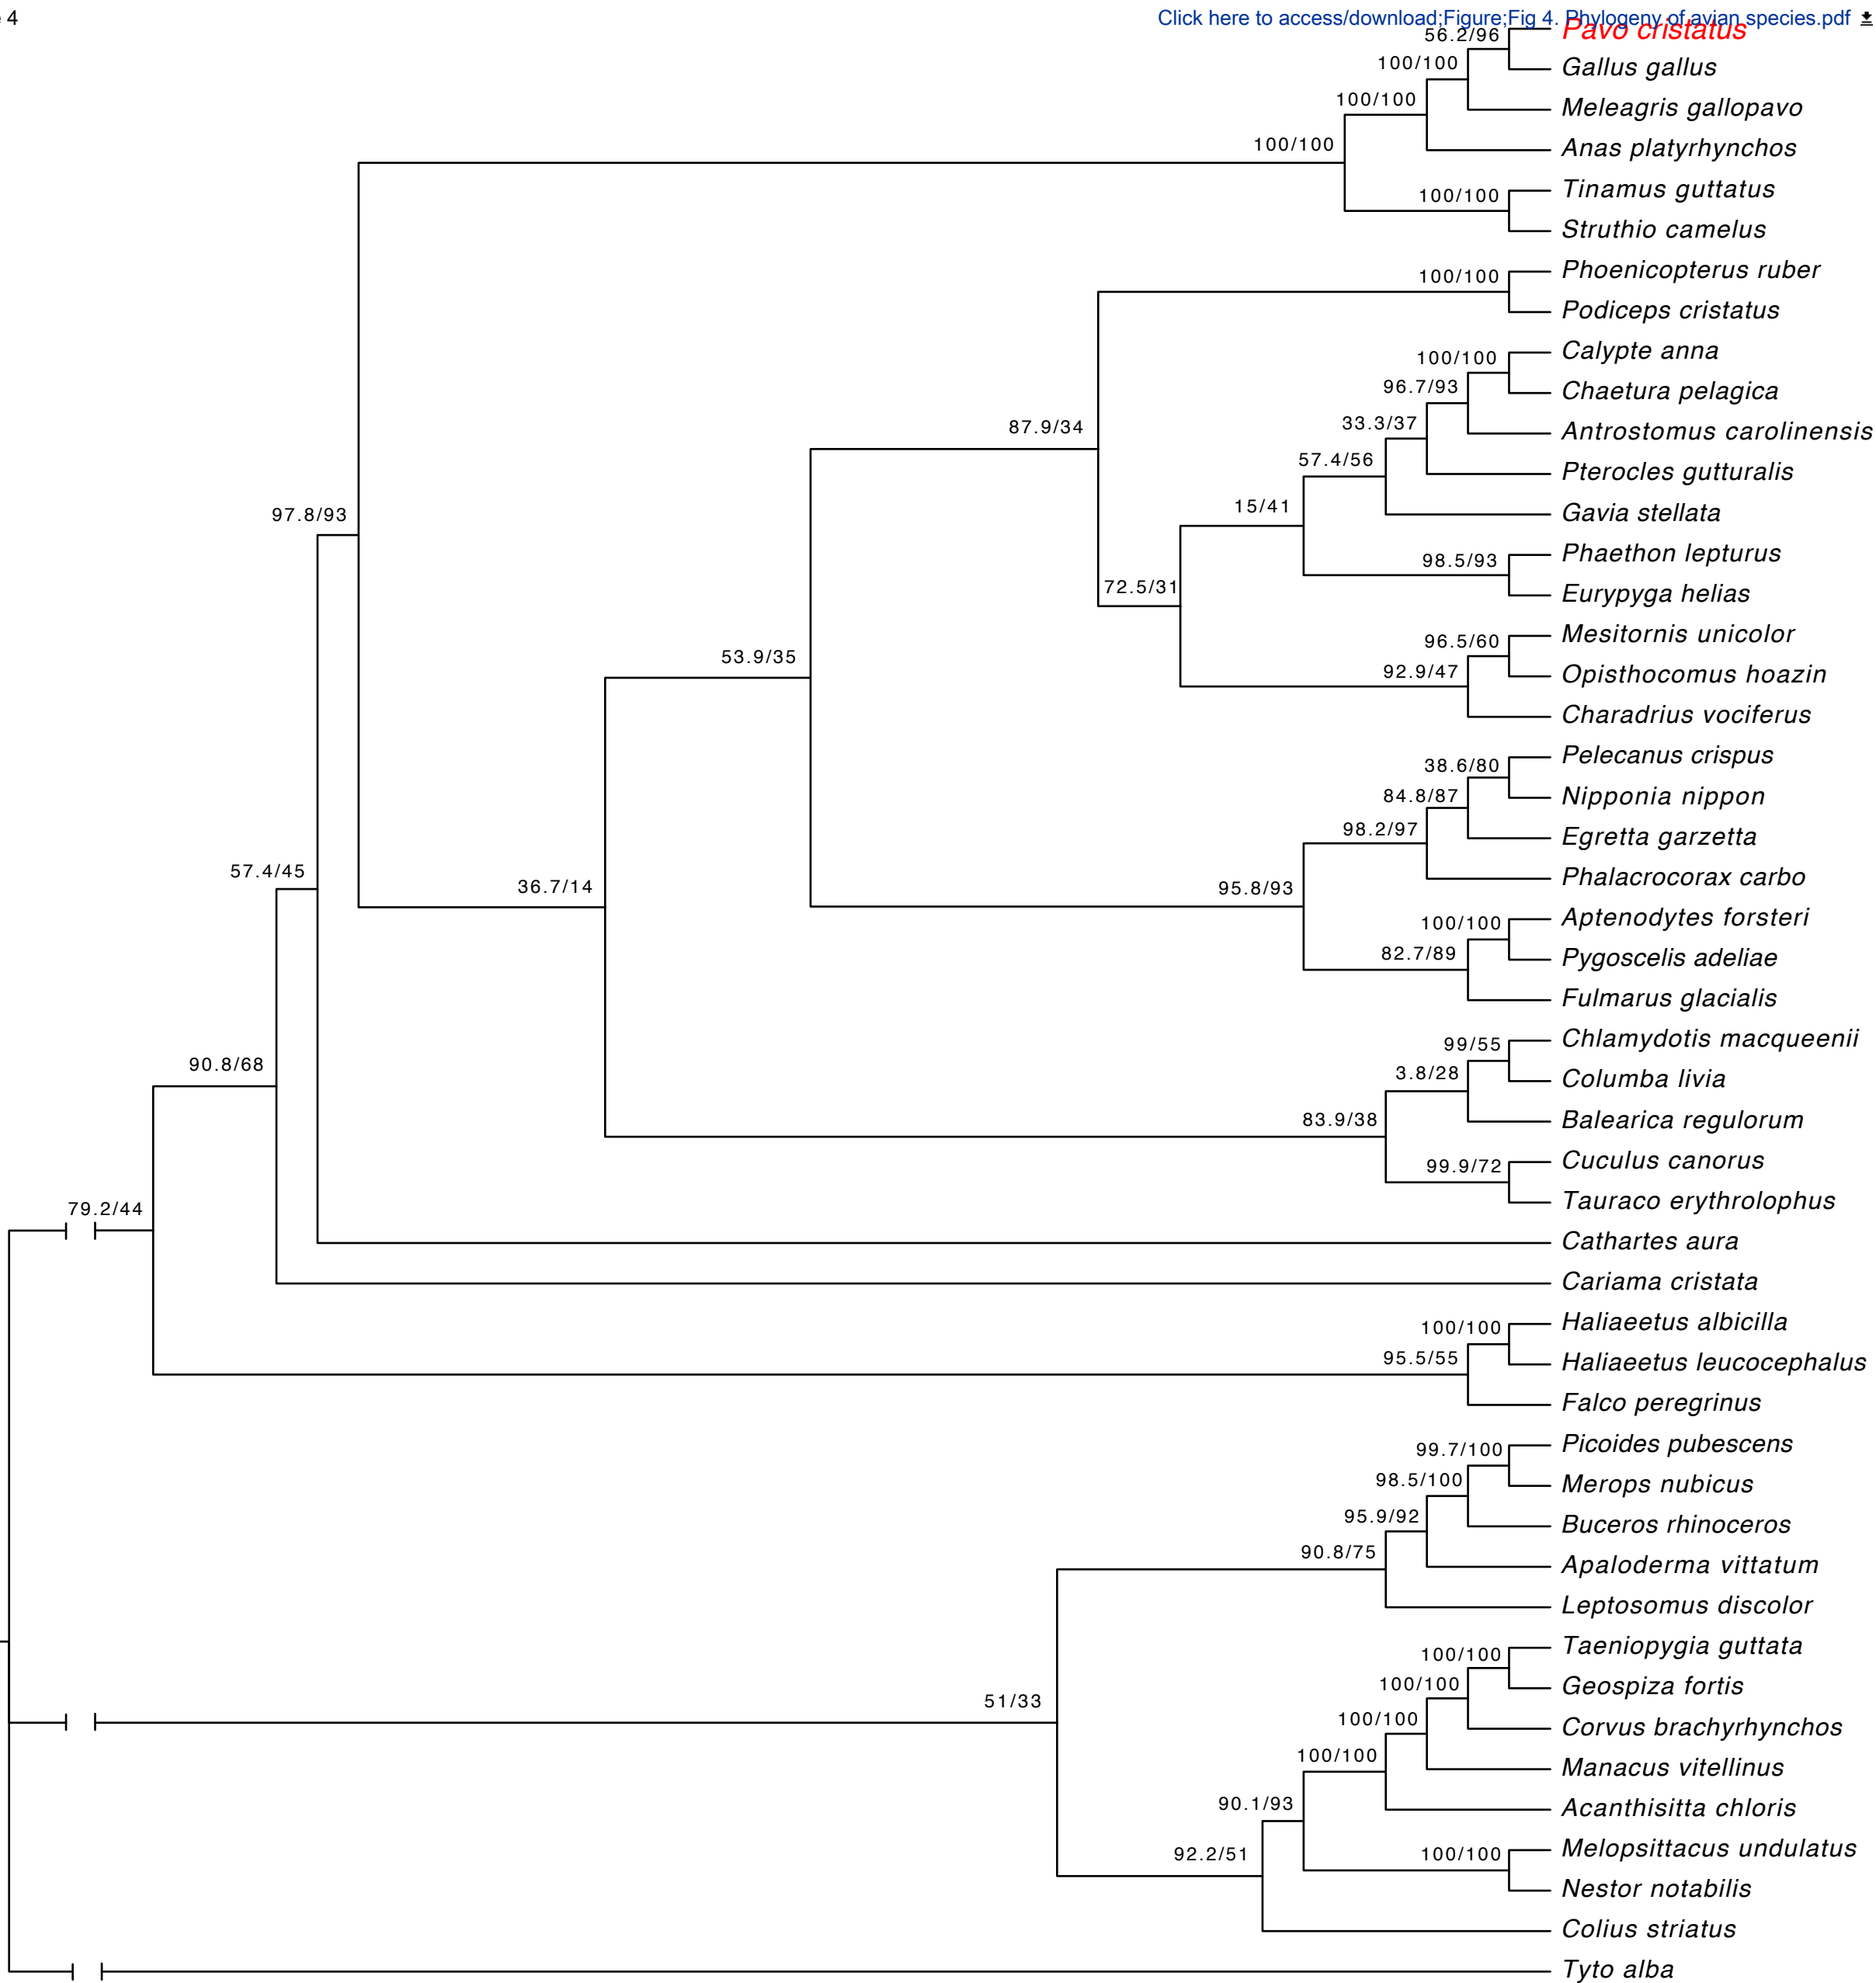 4
Click here to access/download;Figure;Fig 4. Phylogeny of avian species.pdf
Pavo cristatus
56.2/96
Gallus gallus
100/100
Meleagris gallopavo
100/100
Anas platyrhynchos
100/100
Tinamus guttatus
100/100
Struthio camelus
Phoenicopterus ruber
100/100
Podiceps cristatus
Calypte anna
100/100
Chaetura pelagica
96.7/93
Antrostomus carolinensis
33.3/37
87.9/34
57.4/56
Pterocles gutturalis
15/41
Gavia stellata
97.8/93
Phaethon lepturus
98.5/93
72.5/31
Eurypyga helias
Mesitornis unicolor
96.5/60
53.9/35
92.9/47
Opisthocomus hoazin
Charadrius vociferus
Pelecanus crispus
38.6/80
84.8/87
Nipponia nippon
98.2/97
Egretta garzetta
57.4/45
Phalacrocorax carbo
36.7/14
95.8/93
Aptenodytes forsteri
100/100
82.7/89
Pygoscelis adeliae
Fulmarus glacialis
Chlamydotis macqueenii
99/55
90.8/68
3.8/28
Columba livia
83.9/38
Balearica regulorum
Cuculus canorus
99.9/72
Tauraco erythrolophus
79.2/44
Cathartes aura
Cariama cristata
Haliaeetus albicilla
100/100
95.5/55
Haliaeetus leucocephalus
Falco peregrinus
Picoides pubescens
99.7/100
98.5/100
Merops nubicus
95.9/92
Buceros rhinoceros
90.8/75
Apaloderma vittatum
Leptosomus discolor
Taeniopygia guttata
100/100
100/100
Geospiza fortis
51/33
100/100
Corvus brachyrhynchos
100/100
Manacus vitellinus
90.1/93
Acanthisitta chloris
92.2/51
100/100
Melopsittacus undulatus
Nestor notabilis
Colius striatus
Tyto alba